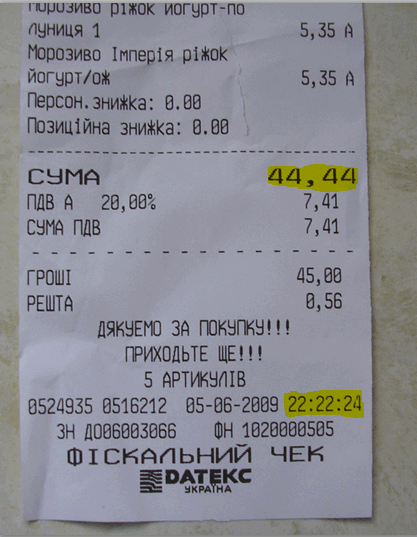 Морозиво ріжок йогурт-по
луниця 1 5,35 А
Морозиво Імперія ріжок
йогурт/ож 5,35 А
Персон.знижка: 0.00
Позиційна знижка: 0.00
СУМА 44,44
ПДВ А 20,00% 7,41
СУМА ПДВ 7,41
ГРОШІ 45,00
РЕШТА 0,56
ДЯКУЕМО ЗА ПОКУПКУ!!!
ПРИХОДЬТЕ ЩЕ!!!
5 АРТИКУЛІВ
0524935 0516212 05-06-2009 22:22:24
ЗН ДО06003066 ФН 1020000505
ФІСКАЛЬНИЙ ЧЕК
DATEКС
УКРАЇНА